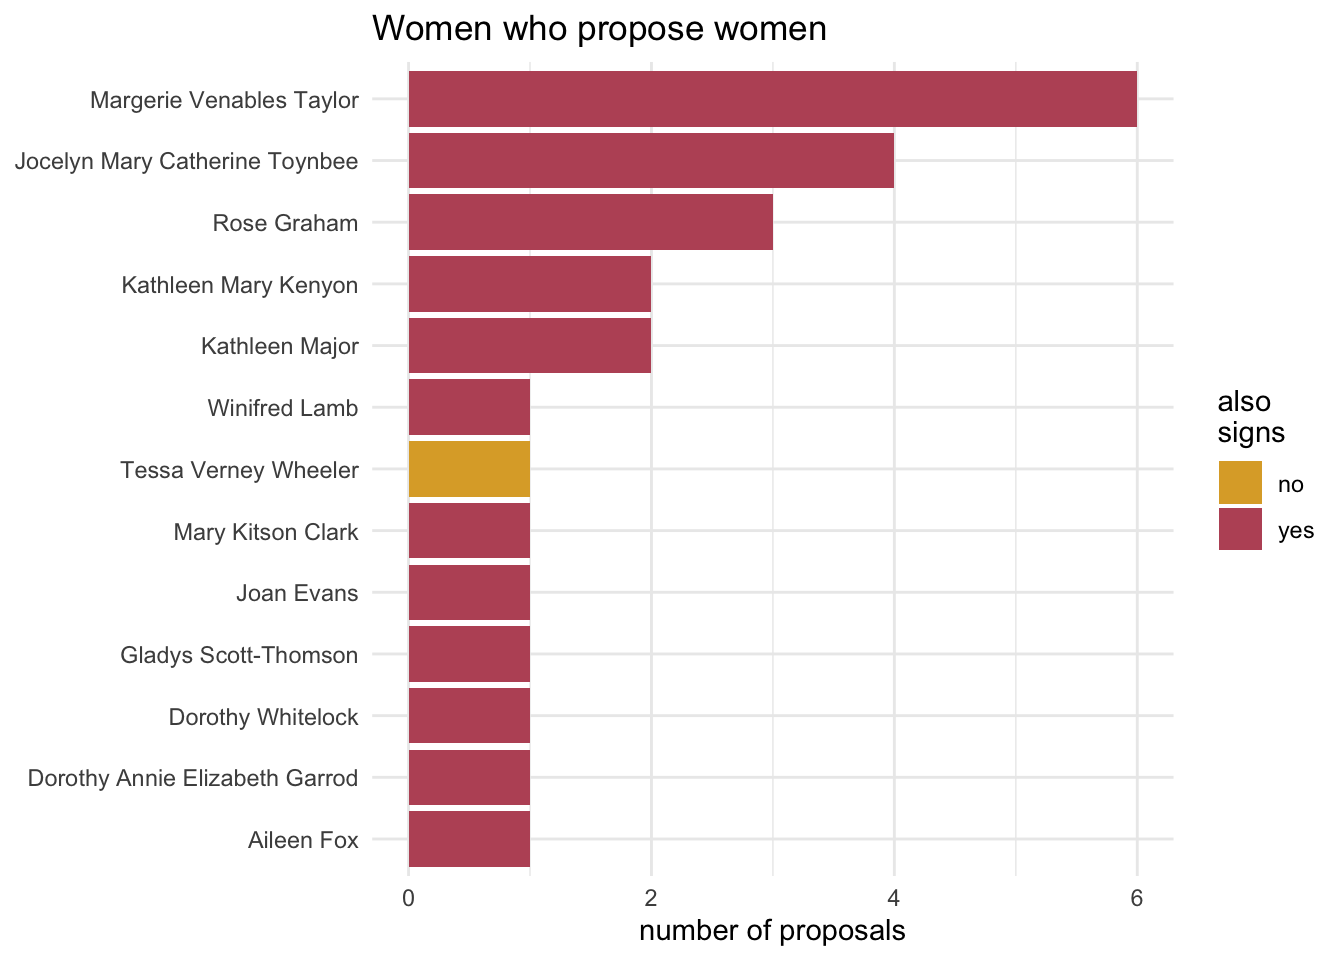 Women who propose women
Margerie Venables Taylor
Jocelyn Mary Catherine Toynbee
Rose Graham
Kathleen Mary Kenyon
Kathleen Major
Winifred Lamb
Tessa Verney Wheeler
Mary Kitson Clark
Joan Evans
Gladys Scott-Thomson
Dorothy Whitelock
Dorothy Annie Elizabeth Garrod
Aileen Fox
0 2 4 6
number of proposals
also
signs
no
yes